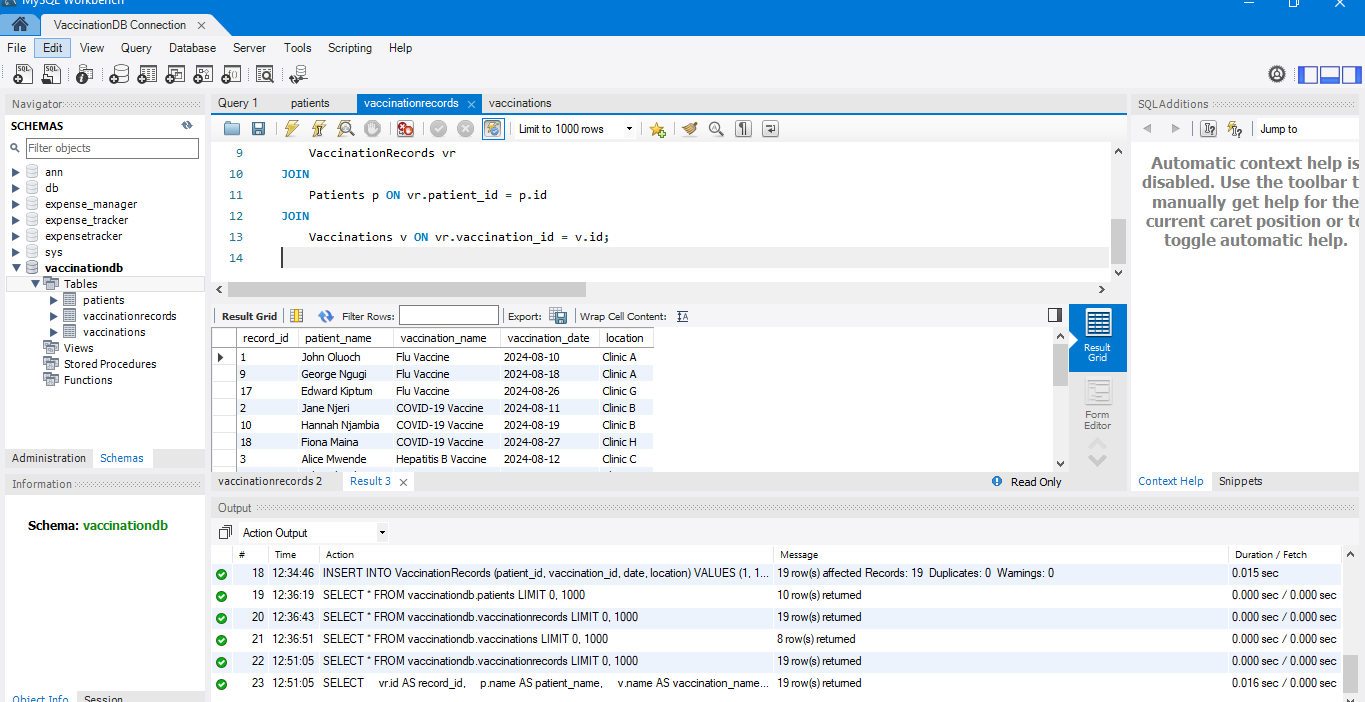 MySQL Workbench
VaccinationDB Connection
File Edit View Query Database Server Tools Scripting Help
Navigator
SCHEMAS
Filter objects
ann
db
expense_manager
expense_tracker
expensetracker
sys
vaccinationdb
Tables
patients
vaccinationrecords
vaccinations
Views
Stored Procedures
Functions
Administration Schemas
Information
Schema: vaccinationdb
Object Info Session
Query 1 patients vaccinationrecords vaccinations
Limit to 1000 rows
9 VaccinationRecords vr
10 JOIN
11 Patients p ON vr.patient_id = p.id
12 JOIN
13 Vaccinations v ON vr.vaccination_id = v.id;
14
Result Grid Filter Rows: Export: Wrap Cell Content:
record_id patient_name vaccination_name vaccination_date location
1 John Oluoch Flu Vaccine 2024-08-10 Clinic A
9 George Ngugi Flu Vaccine 2024-08-18 Clinic A
17 Edward Kiptum Flu Vaccine 2024-08-26 Clinic G
2 Jane Njeri COVID-19 Vaccine 2024-08-11 Clinic B
10 Hannah Njambia COVID-19 Vaccine 2024-08-19 Clinic B
18 Fiona Maina COVID-19 Vaccine 2024-08-27 Clinic H
3 Alice Mwende Hepatitis B Vaccine 2024-08-12 Clinic C
Result
Grid
Form
Editor
vaccinationrecords 2 Result 3
Read Only
SQLAdditions
Jump to
Automatic context help is
disabled. Use the toolbar t
manually get help for the
current caret position or to
toggle automatic help.
Context Help Snippets
Output
Action Output
# Time Action Message Duration / Fetch
18 12:34:46 INSERT INTO VaccinationRecords (patient_id, vaccination_id, date, location) VALUES (1, 1... 19 row(s) affected Records: 19 Duplicates: 0 Warnings: 0 0.015 sec
19 12:36:19 SELECT * FROM vaccinationdb.patients LIMIT 0, 1000 10 row(s) returned 0.000 sec / 0.000 sec
20 12:36:43 SELECT * FROM vaccinationdb.vaccinationrecords LIMIT 0, 1000 19 row(s) returned 0.000 sec / 0.000 sec
21 12:36:51 SELECT * FROM vaccinationdb.vaccinations LIMIT 0, 1000 8 row(s) returned 0.000 sec / 0.000 sec
22 12:51:05 SELECT * FROM vaccinationdb.vaccinationrecords LIMIT 0, 1000 19 row(s) returned 0.000 sec / 0.000 sec
23 12:51:05 SELECT vr.id AS record_id, p.name AS patient_name, v.name AS vaccination_name... 19 row(s) returned 0.016 sec / 0.000 sec